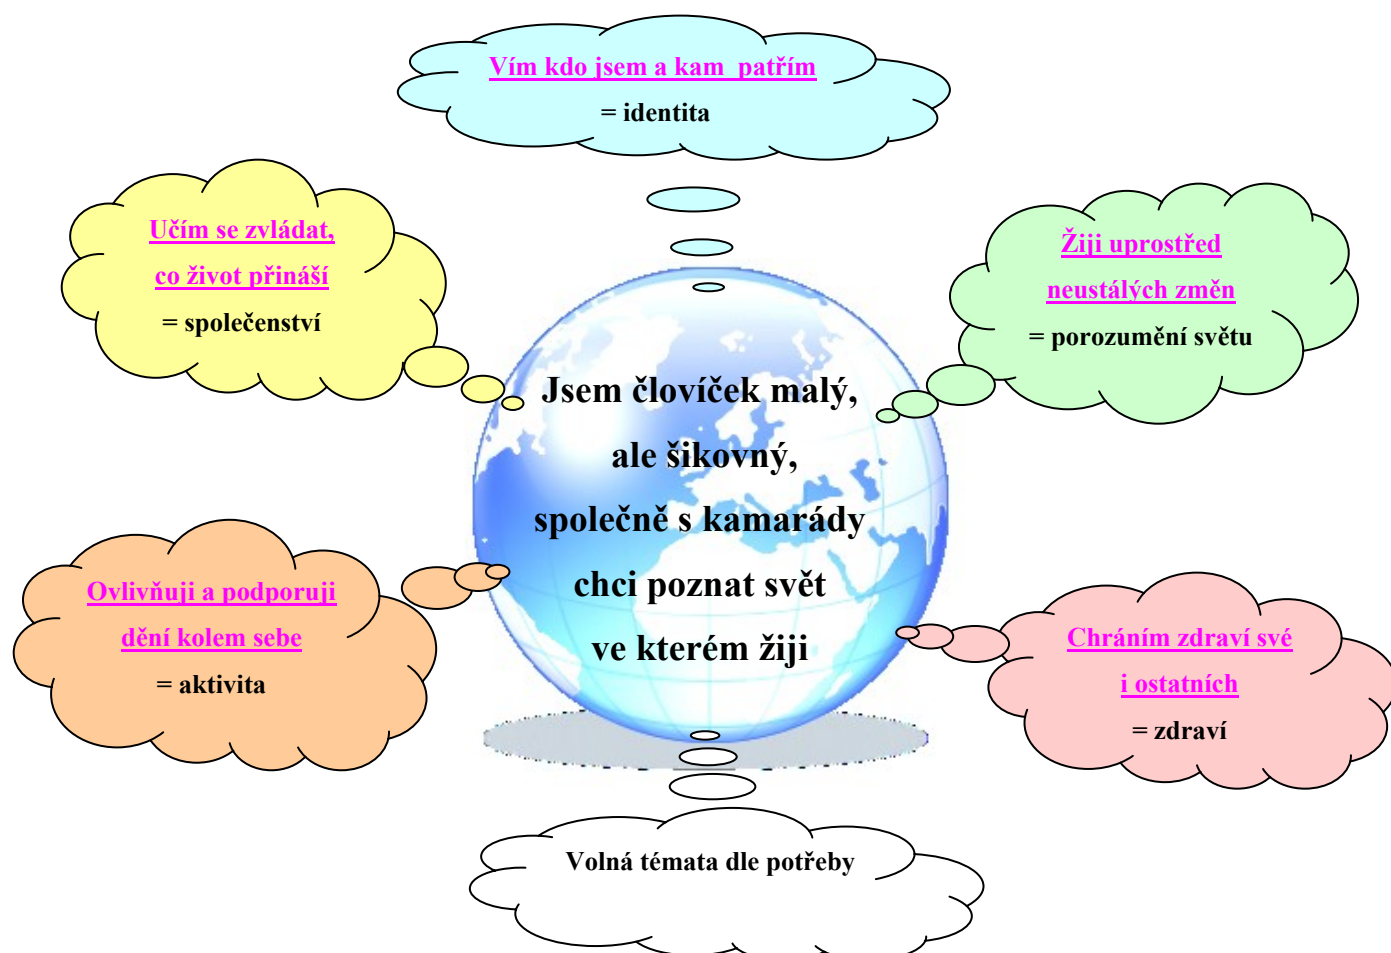 Vím kdo jsem a kam patřím
= identita
Učím se zvládat,
co život přináší
= společenství
Žiji uprostřed
neustálých změn
= porozumění světu
Jsem človíček malý,
ale šikovný,
společně s kamarády
chci poznat svět
ve kterém žiji
Ovlivňuji a podporuji
dění kolem sebe
= aktivita
Chráním zdraví své
i ostatních
= zdraví
Volná témata dle potřeby